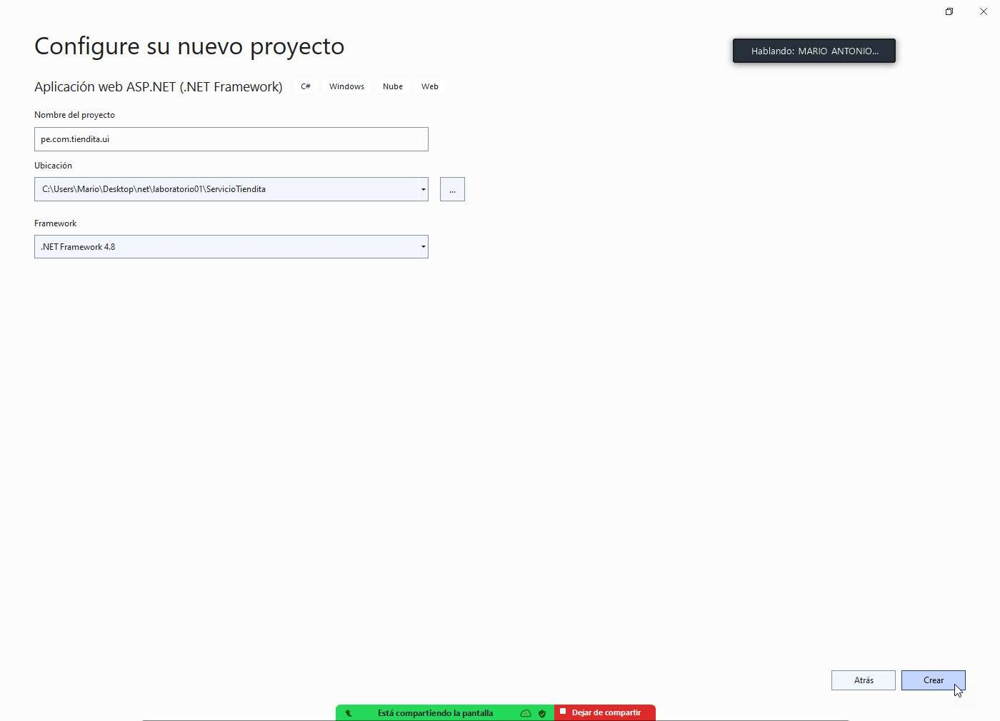 Configure su nuevo proyecto
Hablando: MARIO ANTONIO...
Aplicación web ASP.NET (.NET Framework) C# Windows Nube Web
Nombre del proyecto
pe.com.tiendita.ui
Ubicación
C:\Users\Mario\Desktop\net\laboratorio01\ServicioTiendita
...
Framework
.NET Framework 4.8
Atrás Crear
Está compartiendo la pantalla Dejar de compartir